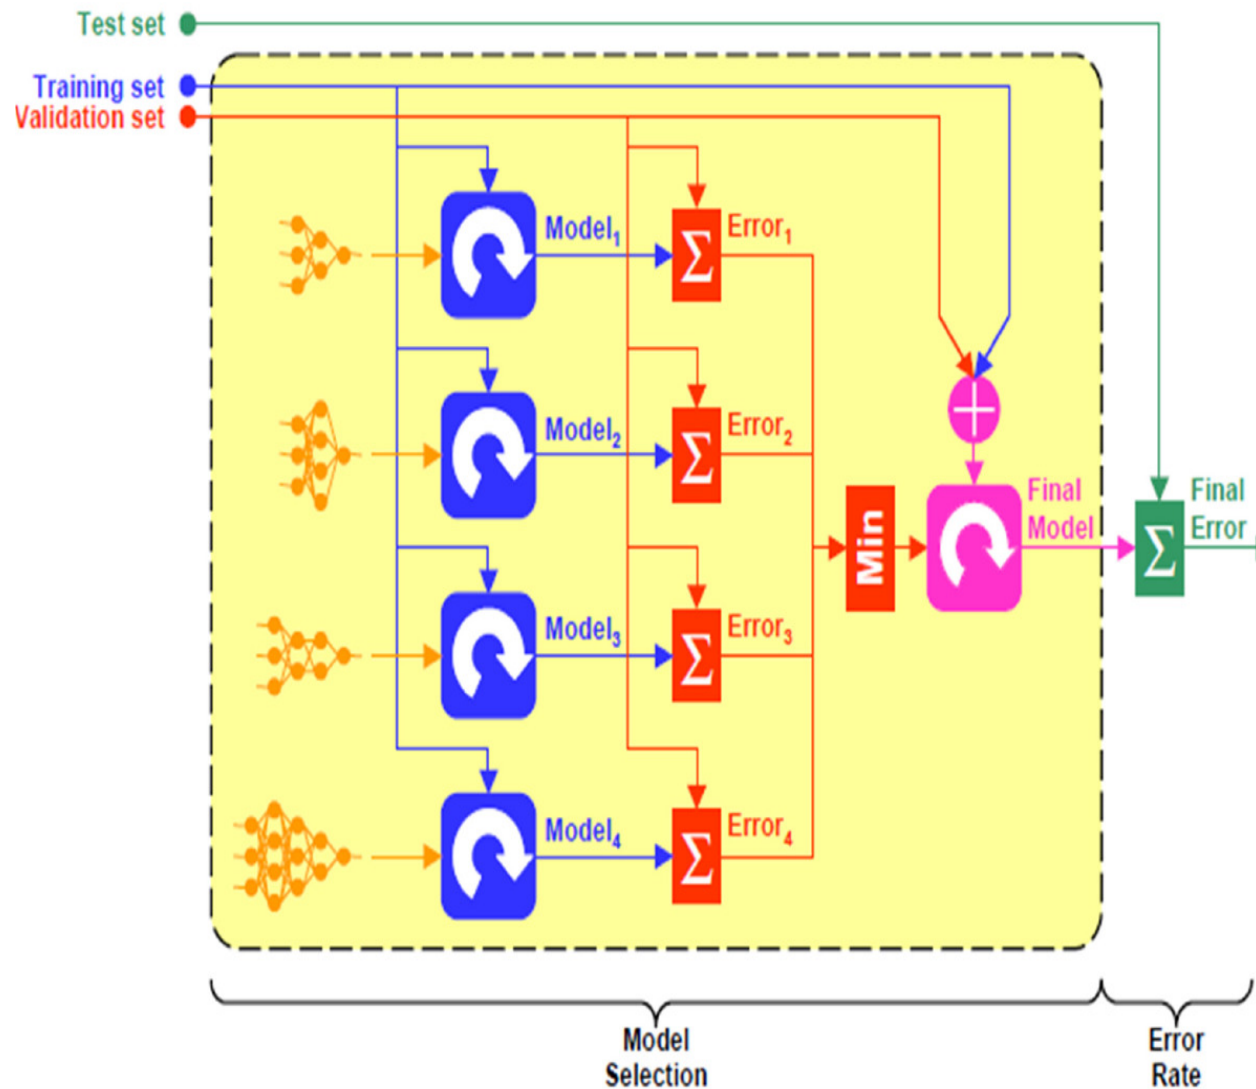 Test set
Training set
Validation set
Model1
Error1
Σ
Model2
Error2
Σ
Final
Model
Final
Error
Min
Σ
Model3
Error3
Σ
Model4
Error4
Σ
Model
Selection
Error
Rate